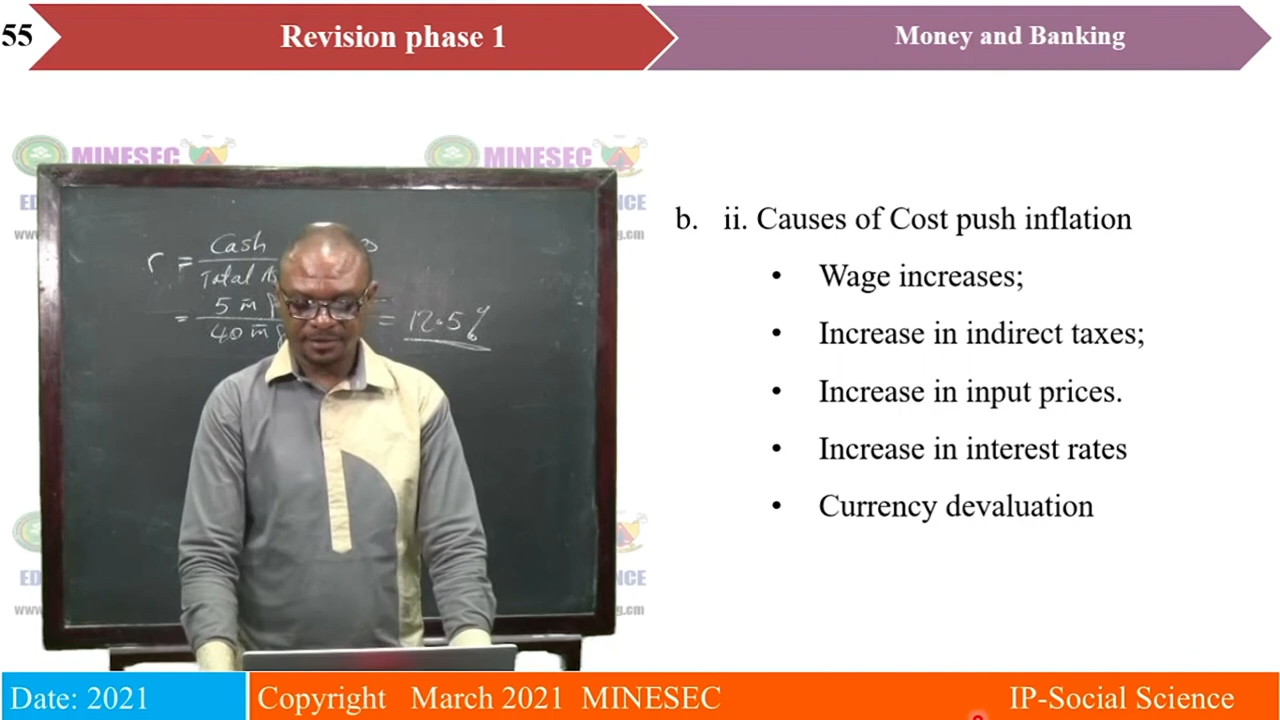 55
Revision phase 1
Money and Banking
MINESEC
MINESEC
b. ii. Causes of Cost push inflation
• Wage increases;
• Increase in indirect taxes;
• Increase in input prices.
• Increase in interest rates
• Currency devaluation
r = Cash
Total
= 5 m
40 m
= 12.5%
Date: 2021
Copyright March 2021 MINESEC
IP-Social Science